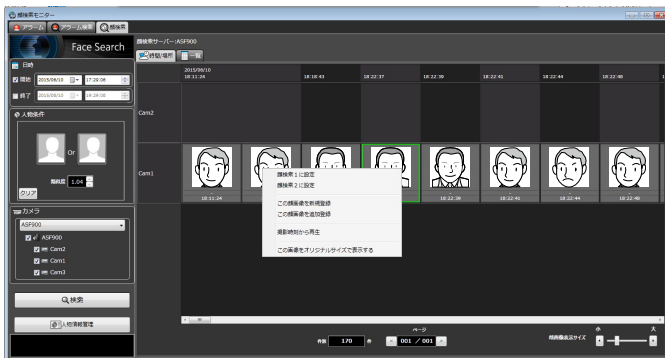 顔検索モニター
アラーム アラーム検索 顔検索
Face Search
顔検索サーバー:ASF900
時間/場所 一覧
日時
開始 2015/06/10 17:29:06
終了 2015/06/10 19:29:06
2015/06/10
18:11:24 18:18:43 18:22:37 18:22:39 18:22:41 18:22:44 18:22:48
人物条件
or
類似度 1.04
クリア
Cam2
Cam1
18:11:24 18:22:39 18:22:41 18:22:44 18:22:48
顔検索1に設定
顔検索2に設定
この顔画像を新規登録
この顔画像を追加登録
撮影時刻から再生
この画像をオリジナルサイズで表示する
カメラ
ASF900
ASF900
Cam2
Cam1
Cam3
検索
人物情報管理
件数 170 件
ページ
001 / 001
顔画像表示サイズ
小 大